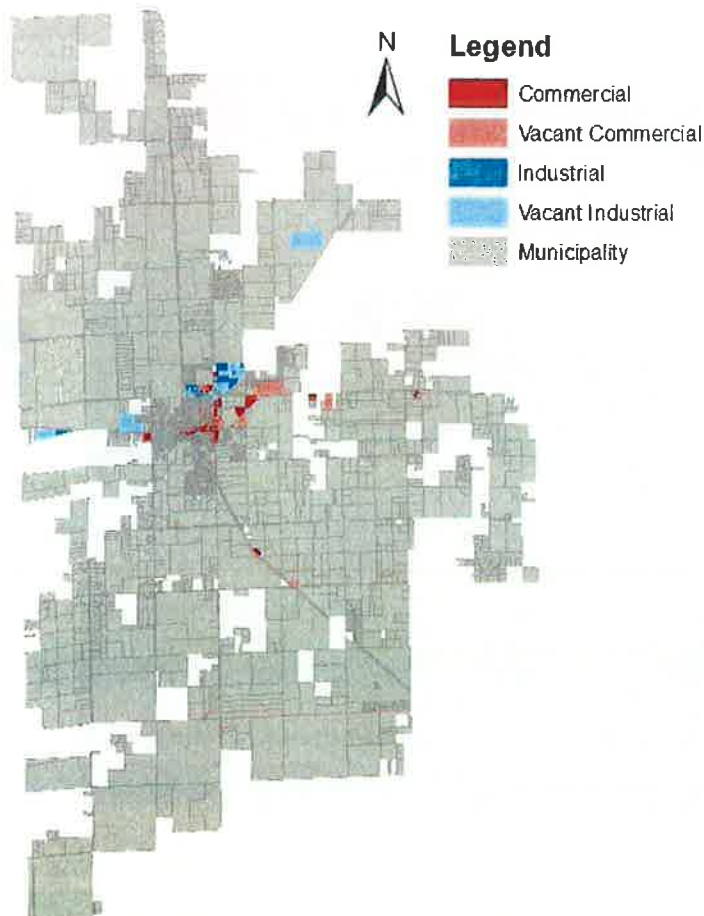 N
Legend
Commercial
Vacant Commercial
Industrial
Vacant Industrial
Municipality